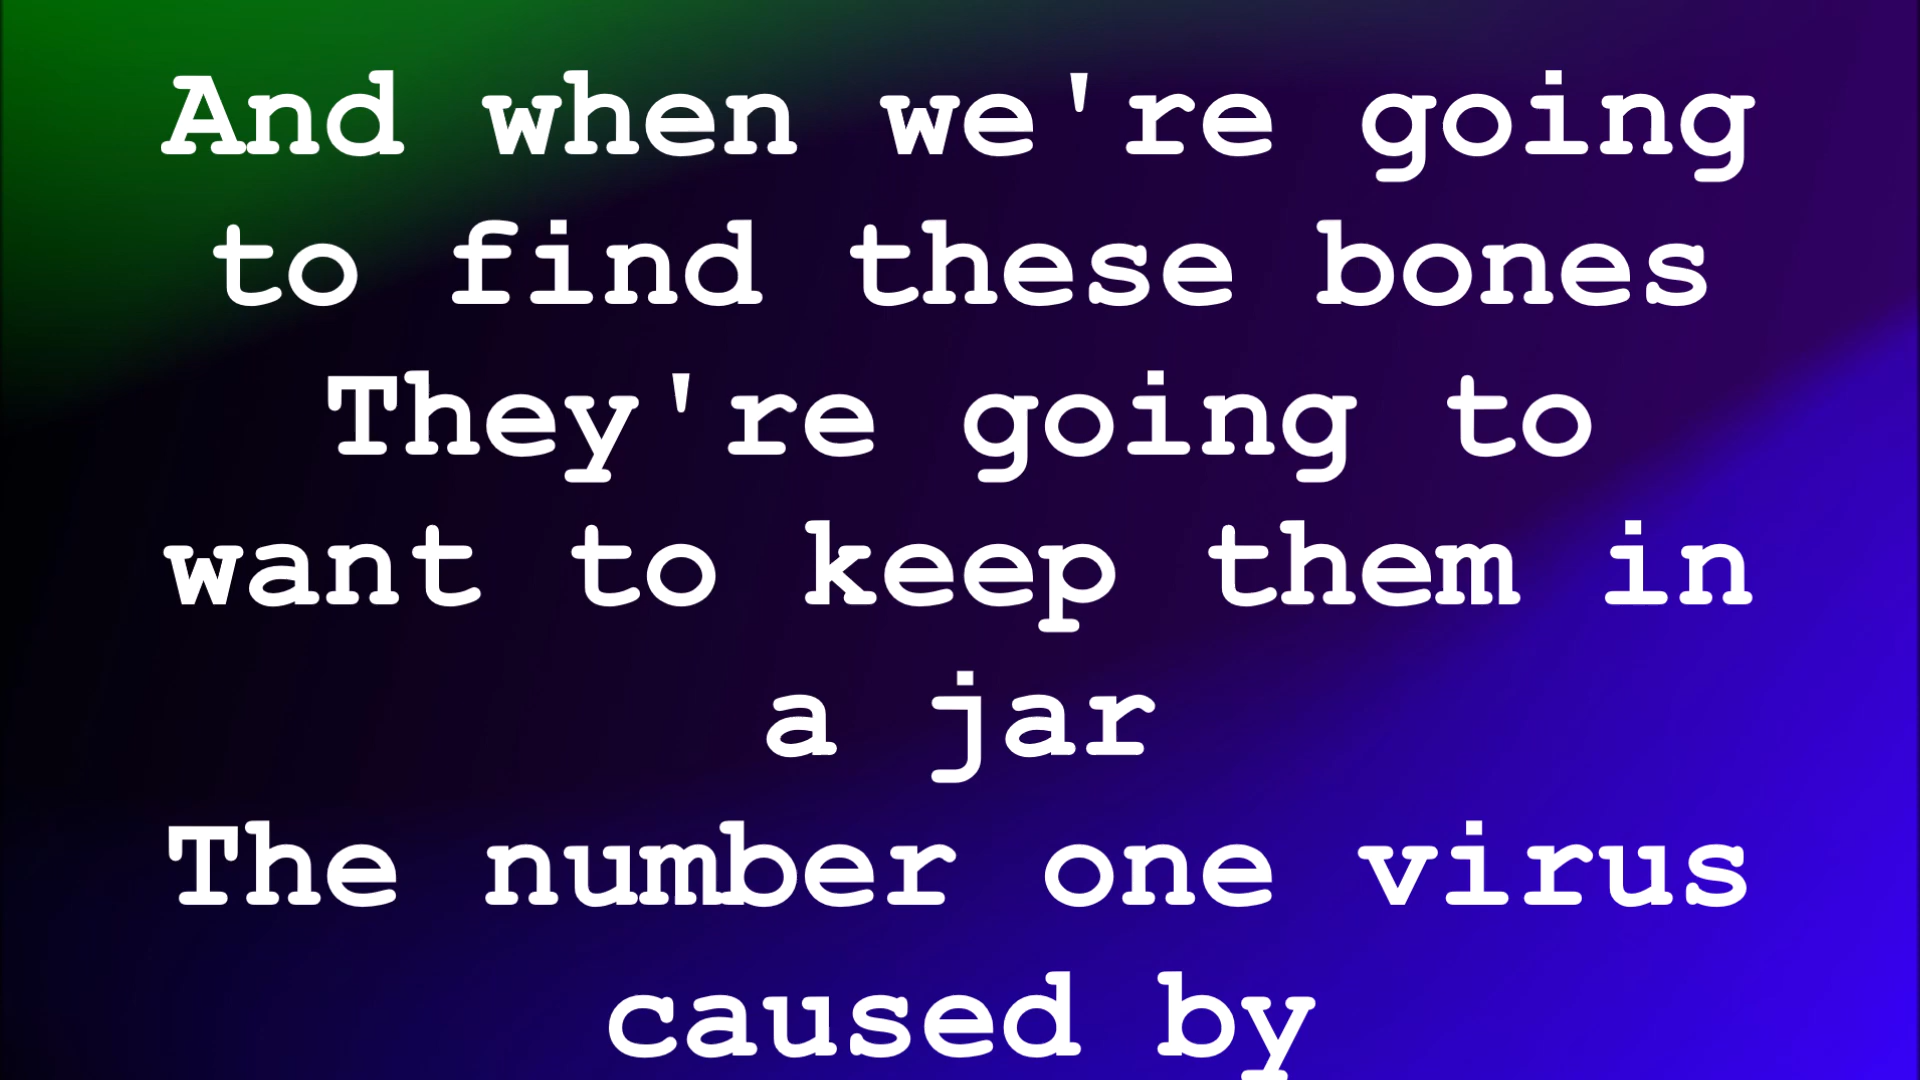 And when we're going
to find these bones
They're going to
want to keep them in
a jar
The number one virus
caused by